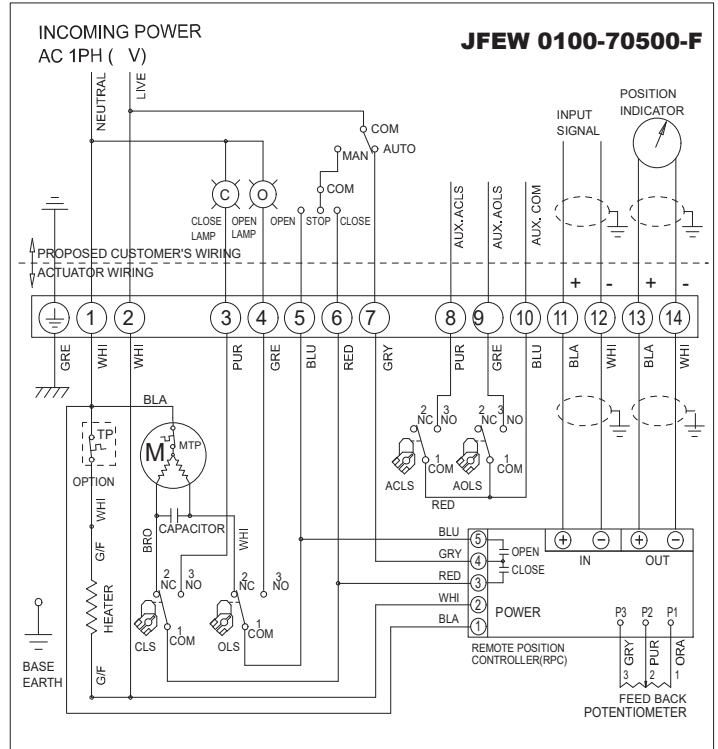 INCOMING POWER
AC 1PH (   V)
JFEW 0100-70500-F
NEUTRAL
LIVE
COM
MAN
AUTO
COM
INPUT
SIGNAL
POSITION
INDICATOR
C
O
CLOSE
LAMP
OPEN
LAMP
OPEN
STOP
CLOSE
AUX. ACLS
AUX. AOLS
AUX. COM
PROPOSED CUSTOMER'S WIRING
ACTUATOR WIRING
+ - + -
1 2 3 4 5 6 7 8 9 10 11 12 13 14
GRE WHI WHI PUR GRE BLU RED GRY PUR GRE BLU BLA WHI BLA WHI
BLA
TP
OPTION
M
MTP
2
NC
3
NO
1
COM
ACLS
2
NC
3
NO
1
COM
AOLS
RED
WHI
G/F
HEATER
G/F
BRO
CAPACITOR
WHI
2
NC
3
NO
1
COM
CLS
2
NC
3
NO
1
COM
OLS
BASE
EARTH
BLU 5
GRY 4
RED 3
WHI 2
BLA 1
OPEN
CLOSE
POWER
+ - + -
IN
OUT
P3 P2 P1
GRY PUR ORA
3 2 1
REMOTE POSITION
CONTROLLER(RPC)
FEED BACK
POTENTIOMETER